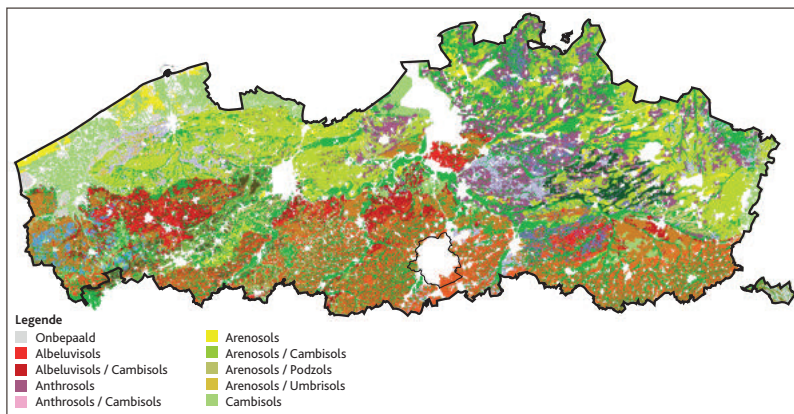 Legende
Onbepaald
Albeluvisols
Albeluvisols / Cambisols
Anthrosols
Anthrosols / Cambisols
Arenosols
Arenosols / Cambisols
Arenosols / Podzols
Arenosols / Umbrisols
Cambisols